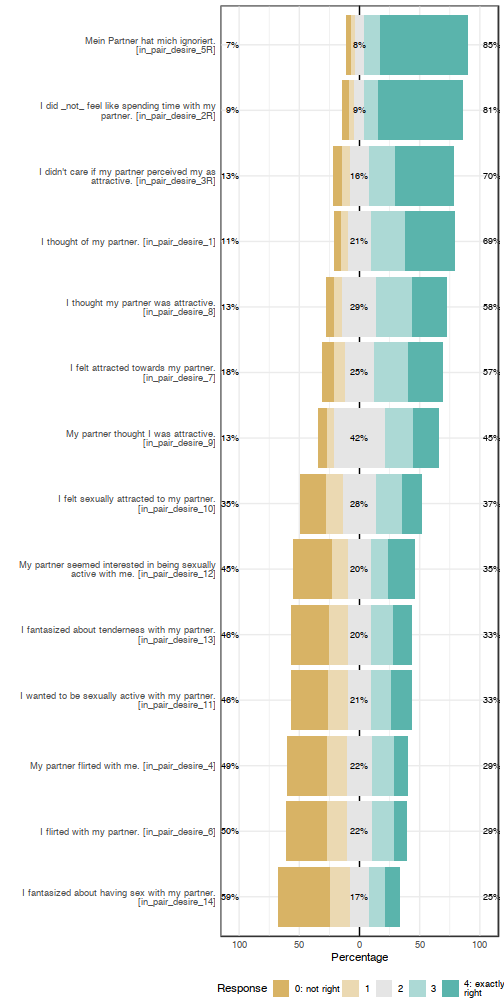 Mein Partner hat mich ignoriert.
[in_pair_desire_5R]
7% 8% 85%
I did _not_ feel like spending time with my
partner. [in_pair_desire_2R]
9% 9% 81%
I didn't care if my partner perceived my as
attractive. [in_pair_desire_3R]
13% 16% 70%
I thought of my partner. [in_pair_desire_1]
11% 21% 69%
I thought my partner was attractive.
[in_pair_desire_8]
13% 29% 58%
I felt attracted towards my partner.
[in_pair_desire_7]
18% 25% 57%
My partner thought I was attractive.
[in_pair_desire_9]
13% 42% 45%
I felt sexually attracted to my partner.
[in_pair_desire_10]
35% 28% 37%
My partner seemed interested in being sexually
active with me. [in_pair_desire_12]
45% 20% 35%
I fantasized about tenderness with my partner.
[in_pair_desire_13]
46% 20% 33%
I wanted to be sexually active with my partner.
[in_pair_desire_11]
46% 21% 33%
My partner flirted with me. [in_pair_desire_4]
49% 22% 29%
I flirted with my partner. [in_pair_desire_6]
50% 22% 29%
I fantasized about having sex with my partner.
[in_pair_desire_14]
59% 17% 25%
100 50 0 50 100
Percentage
Response 0: not right 1 2 3 4: exactly
right